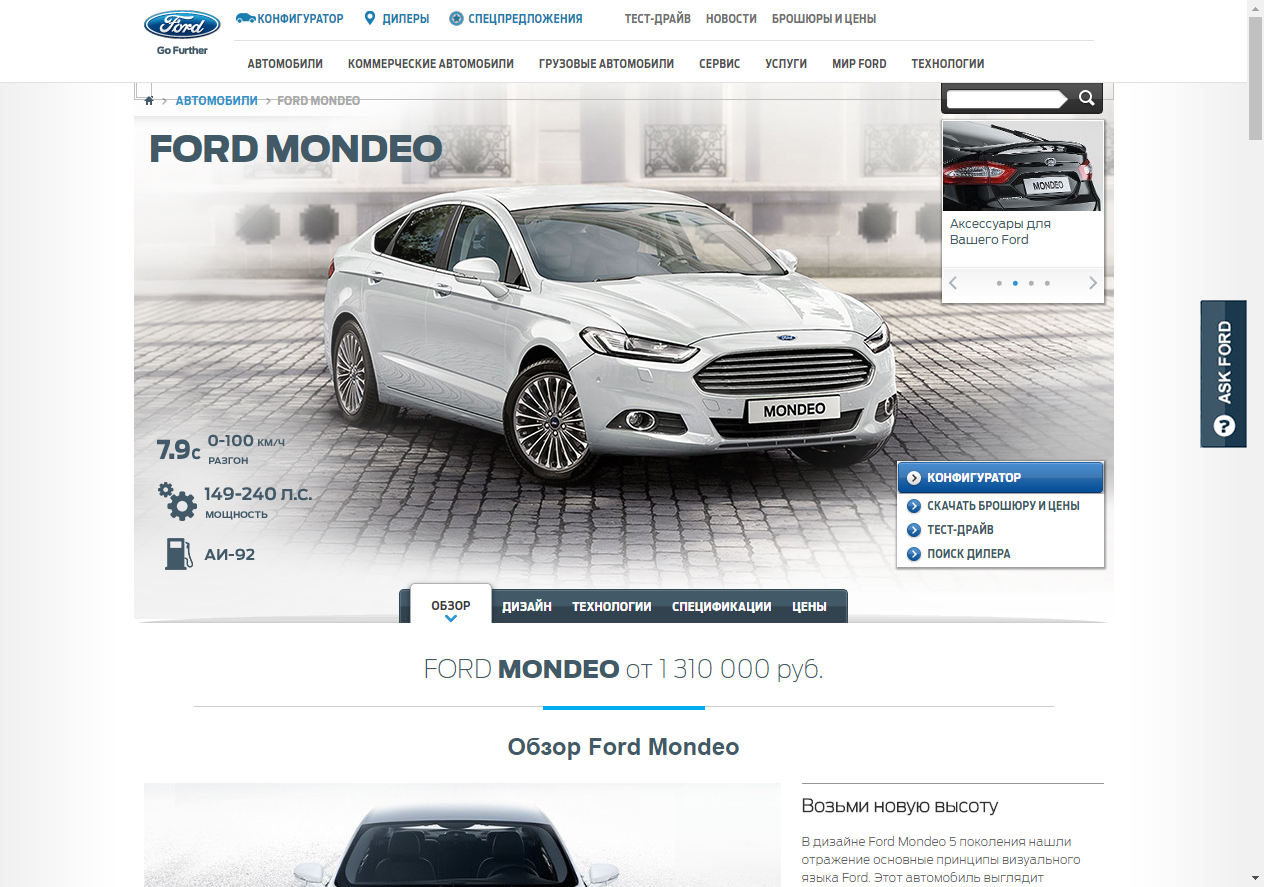 Ford
Go Further
КОНФИГУРАТОР ДИЛЕРЫ СПЕЦПРЕДЛОЖЕНИЯ ТЕСТ-ДРАЙВ НОВОСТИ БРОШЮРЫ И ЦЕНЫ
АВТОМОБИЛИ КОММЕРЧЕСКИЕ АВТОМОБИЛИ ГРУЗОВЫЕ АВТОМОБИЛИ СЕРВИС УСЛУГИ МИР FORD ТЕХНОЛОГИИ
АВТОМОБИЛИ FORD MONDEO
FORD MONDEO
MONDEO
Аксессуары для
Вашего Ford
? ASK FORD
MONDEO
7.9с 0-100 КМ/Ч
РАЗГОН
149-240 Л.С.
МОЩНОСТЬ
АИ-92
КОНФИГУРАТОР
СКАЧАТЬ БРОШЮРУ И ЦЕНЫ
ТЕСТ-ДРАЙВ
ПОИСК ДИЛЕРА
ОБЗОР ДИЗАЙН ТЕХНОЛОГИИ СПЕЦИФИКАЦИИ ЦЕНЫ
FORD MONDEO от 1 310 000 руб.
Обзор Ford Mondeo
Возьми новую высоту
В дизайне Ford Mondeo 5 поколения нашли
отражение основные принципы визуального
языка Ford. Этот автомобиль выглядит